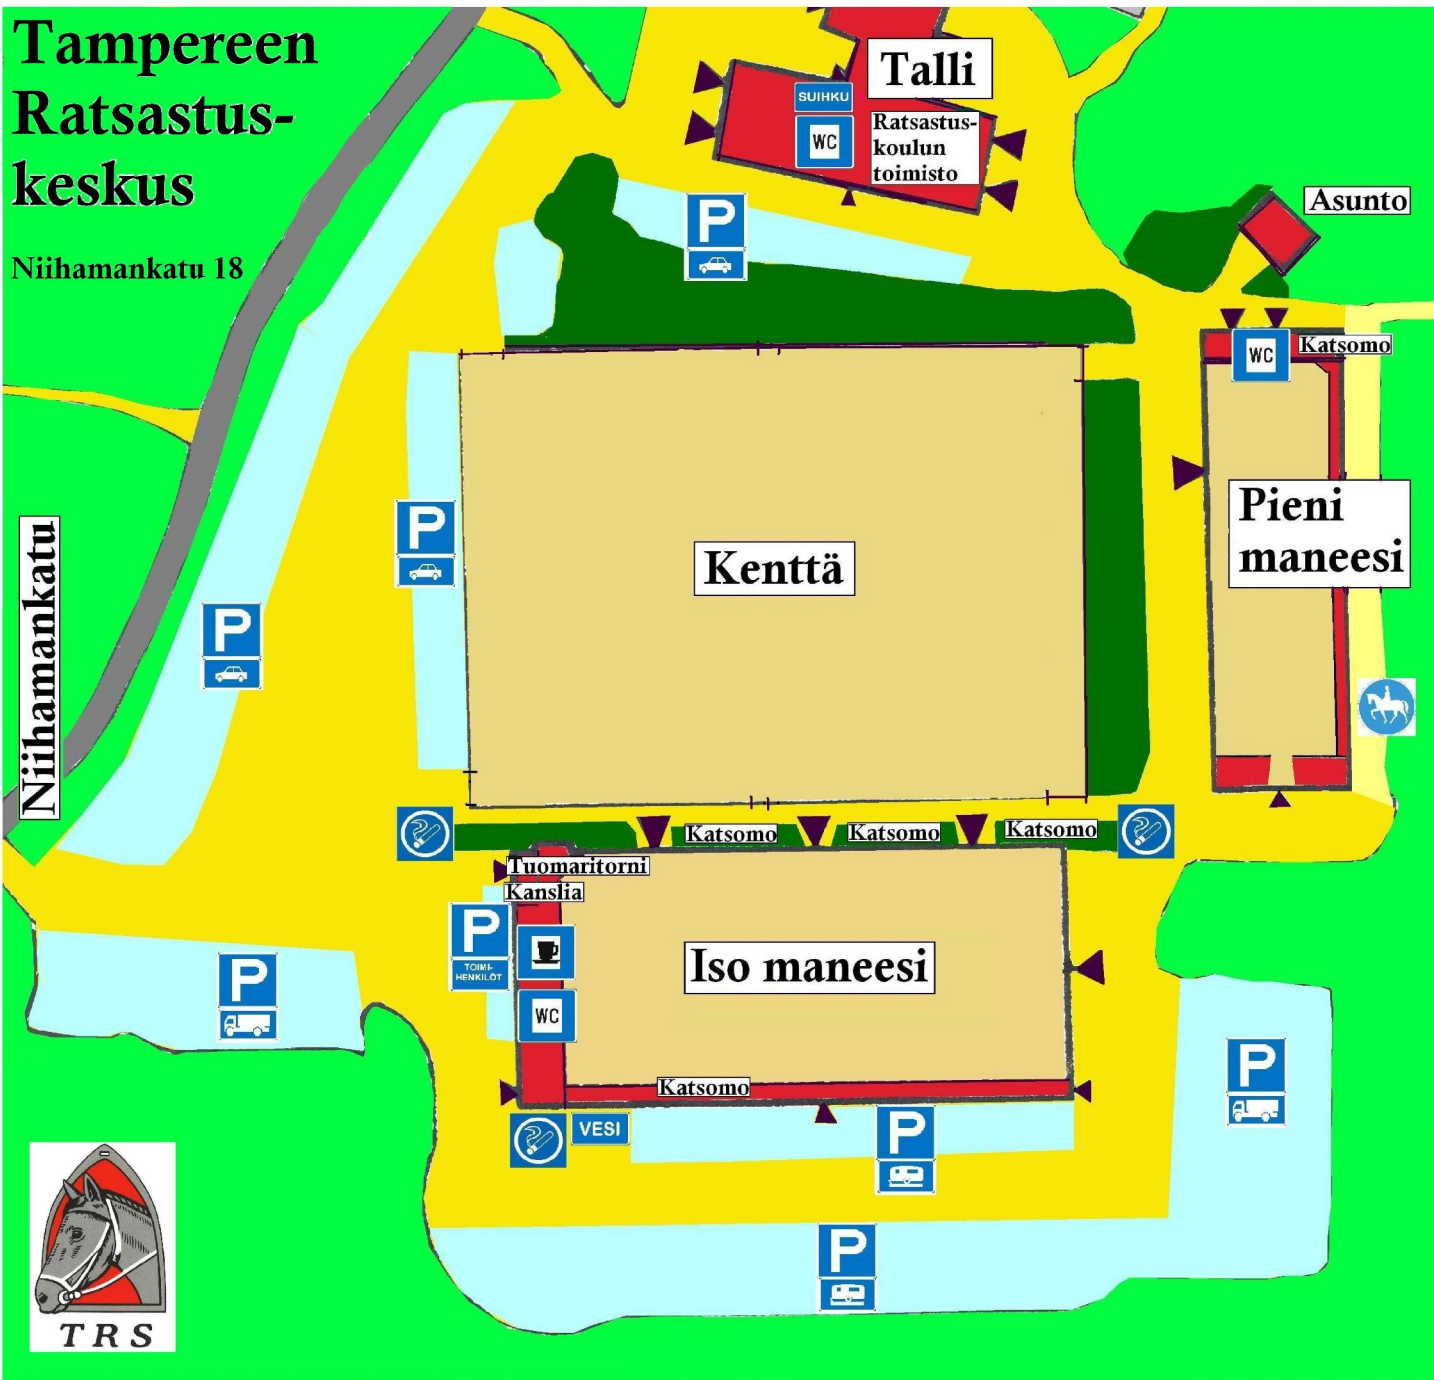 Tampereen
Ratsastus-
keskus
Niihamankatu 18
Talli
SUIHKU
WC
Ratsastus-
koulun
toimisto
Asunto
P
WC
Katsomo
P
Pieni
maneesi
Kenttä
P
Niihamankatu
Katsomo
Katsomo
Katsomo
Tuomaritorni
Kanslia
P
TOIMI-
HENKILÖT
Iso maneesi
P
WC
Katsomo
P
VESI
P
P
TRS